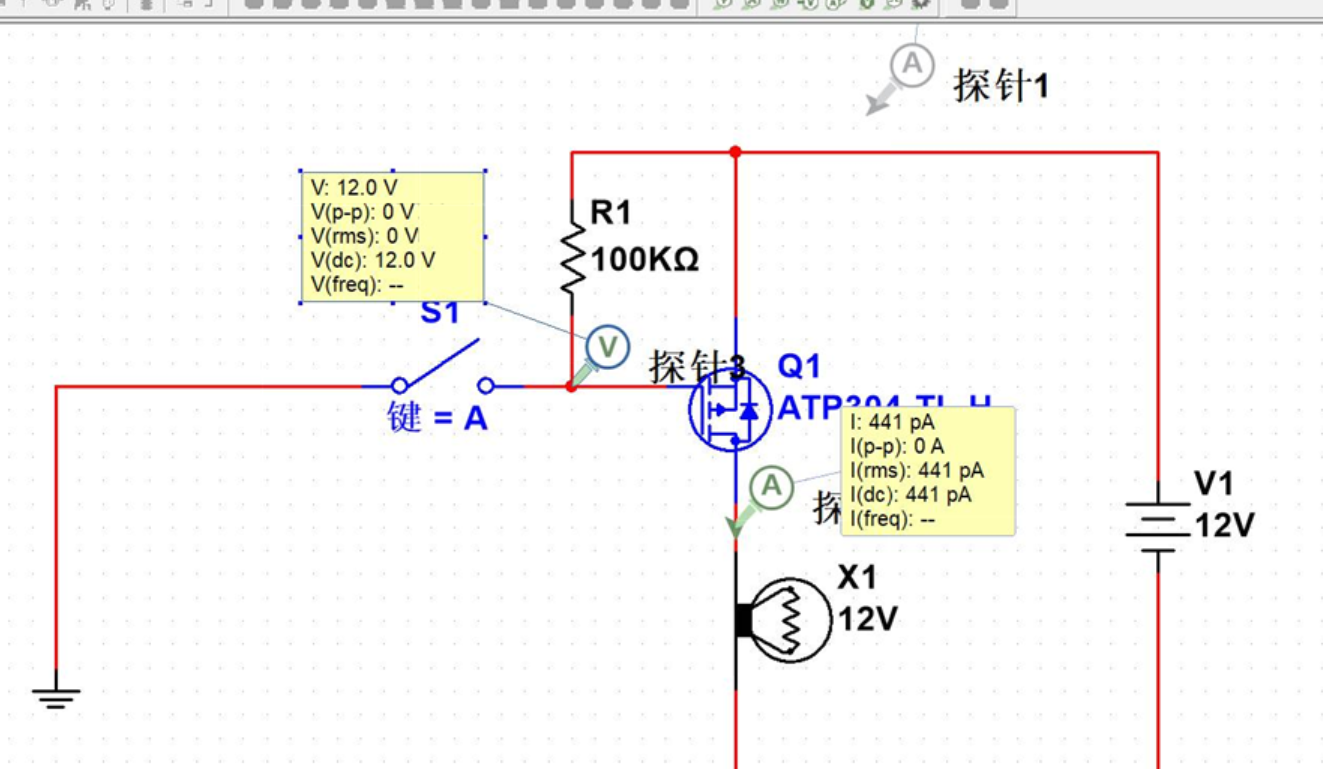 A
探针1
V: 12.0 V
V(p-p): 0 V
V(rms): 0 V
V(dc): 12.0 V
V(freq): --
R1
100KΩ
S1
V
探针3
键 = A
Q1
ATP304-TL-H
I: 441 pA
I(p-p): 0 A
I(rms): 441 pA
I(dc): 441 pA
I(freq): --
A
探
X1
12V
V1
12V